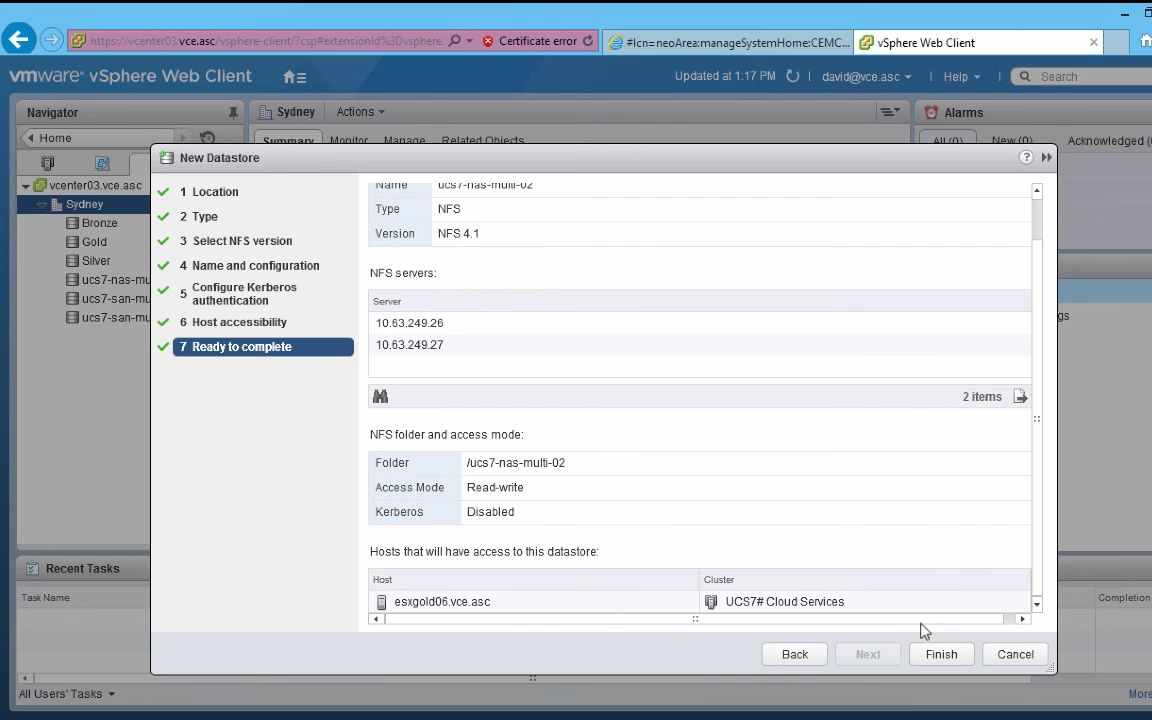 https://vcenter03.vce.asc/vsphere-client/?csp#extensionId%3Dvsphere.
Certificate error
#lcn=neoArea:manageSystemHome:CEMC...
vSphere Web Client
vmware® vSphere Web Client
Updated at 1:17 PM
david@vce.asc
Help
Search
Navigator
Sydney
Actions
Alarms
Home
Summary
Monitor
Manage
Related Objects
All (0)
New (0)
Acknowledged (
New Datastore
vcenter03.vce.asc
Sydney
Bronze
Gold
Silver
ucs7-nas-mu
ucs7-san-mu
ucs7-san-mu
1 Location
2 Type
3 Select NFS version
4 Name and configuration
5 Configure Kerberos
authentication
6 Host accessibility
7 Ready to complete
Name ucs7-nas-multi-02
Type NFS
Version NFS 4.1
NFS servers:
Server
10.63.249.26
10.63.249.27
2 items
NFS folder and access mode:
Folder /ucs7-nas-multi-02
Access Mode Read-write
Kerberos Disabled
Hosts that will have access to this datastore:
Host Cluster
esxgold06.vce.asc UCS7# Cloud Services
Back
Next
Finish
Cancel
gs
Recent Tasks
Task Name
Completion
All Users' Tasks
More